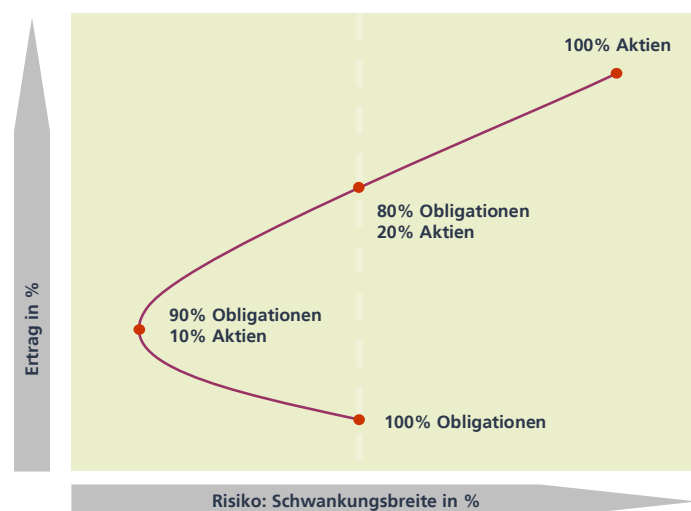 100% Aktien
80% Obligationen
20% Aktien
90% Obligationen
10% Aktien
100% Obligationen
Ertrag in %
Risiko: Schwankungsbreite in %